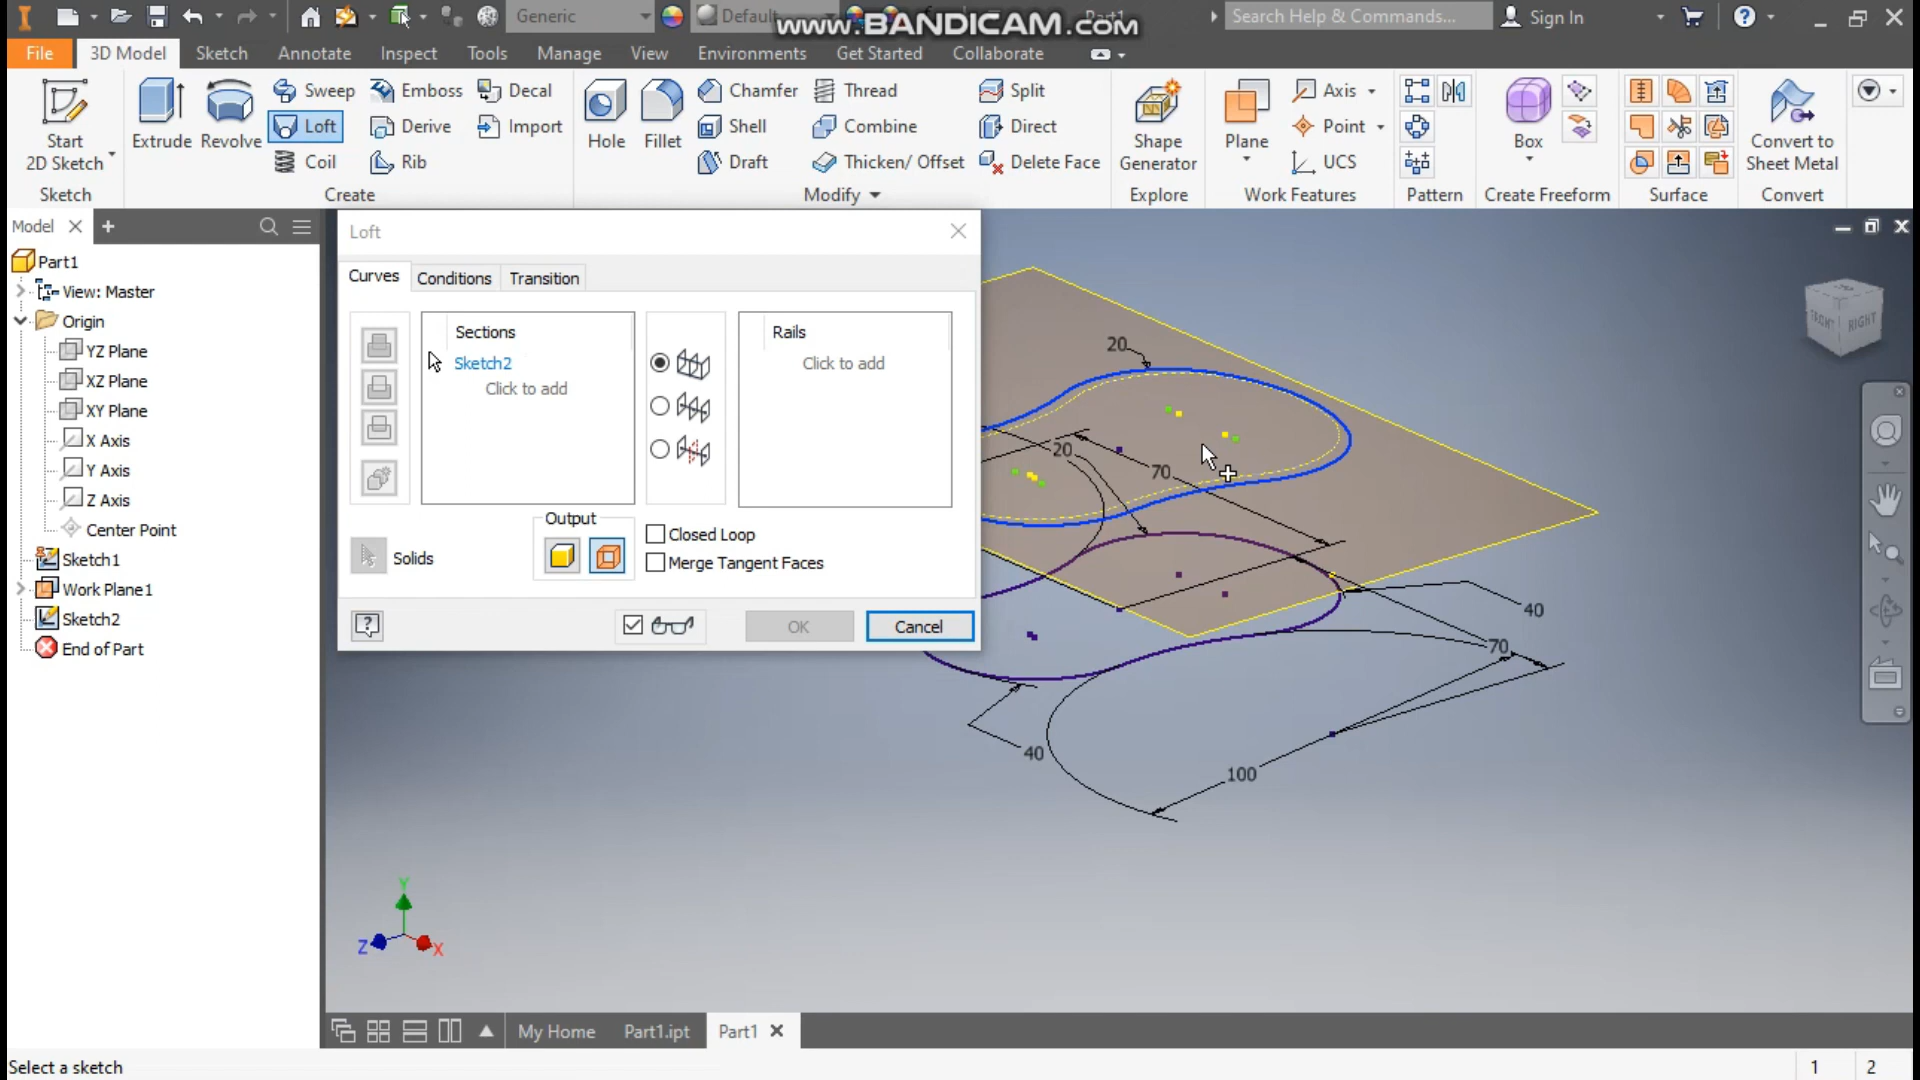 Generic
Default
www.BANDICAM.com
Search Help & Commands...
Sign In
File
3D Model
Sketch
Annotate
Inspect
Tools
Manage
View
Environments
Get Started
Collaborate
Start
2D Sketch
Extrude
Revolve
Sweep
Emboss
Decal
Loft
Derive
Import
Coil
Rib
Hole
Fillet
Chamfer
Thread
Split
Shell
Combine
Direct
Draft
Thicken/ Offset
Delete Face
Shape
Generator
Plane
Axis
Point
UCS
Box
Convert to
Sheet Metal
Sketch
Create
Modify
Explore
Work Features
Pattern
Create Freeform
Surface
Convert
Model
Part1
View: Master
Origin
YZ Plane
XZ Plane
XY Plane
X Axis
Y Axis
Z Axis
Center Point
Sketch1
Work Plane1
Sketch2
End of Part
Loft
Curves
Conditions
Transition
Sections
Sketch2
Click to add
Rails
Click to add
Solids
Output
Closed Loop
Merge Tangent Faces
OK
Cancel
20
20
70
40
70
40
100
FRONT
RIGHT
Y
Z
X
My Home
Part1.ipt
Part1
Select a sketch
1
2